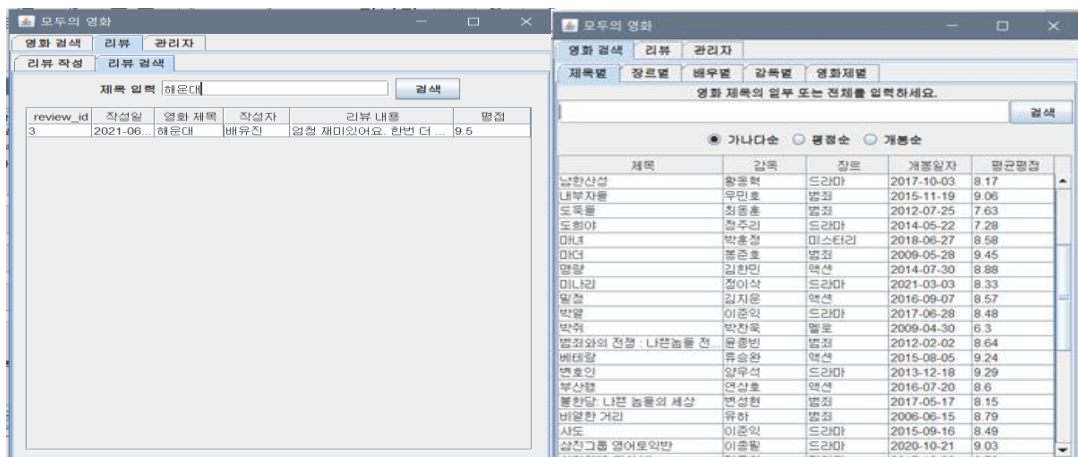 모두의 영화
영화 검색 리뷰 관리자
리뷰 작성 리뷰 검색
제목 입력 해운대 검색
review_id 작성일 영화 제목 작성자 리뷰 내용 평점
3 2021-06... 해운대 배유진 엄청 재미있어요. 한번 더 ... 9.5
모두의 영화
영화 검색 리뷰 관리자
제목별 장르별 배우별 감독별 영화제별
영화 제목의 일부 또는 전체를 입력하세요.
검색
가나다순 평점순 개봉순
제목 감독 장르 개봉일자 평균평점
남한산성 황동혁 드라마 2017-10-03 8.17
내부자들 우민호 범죄 2015-11-19 9.06
도둑들 최동훈 범죄 2012-07-25 7.63
도희야 정주리 드라마 2014-05-22 7.28
마녀 박훈정 미스터리 2018-06-27 8.58
마더 봉준호 범죄 2009-05-28 9.45
명량 김한민 액션 2014-07-30 8.88
미나리 정이삭 드라마 2021-03-03 8.33
밀정 김지운 액션 2016-09-07 8.57
박열 이준익 드라마 2017-06-28 8.48
박쥐 박찬욱 멜로 2009-04-30 6.3
범죄와의 전쟁 : 나쁜놈들 전... 윤종빈 범죄 2012-02-02 8.64
베테랑 류승완 액션 2015-08-05 9.24
변호인 양우석 드라마 2013-12-18 9.29
부산행 연상호 액션 2016-07-20 8.6
불한당: 나쁜 놈들의 세상 변성현 범죄 2017-05-17 8.15
비열한 거리 유하 범죄 2006-06-15 8.79
사도 이준익 드라마 2015-09-16 8.49
삼진그룹 영어토익반 이종필 드라마 2020-10-21 9.03